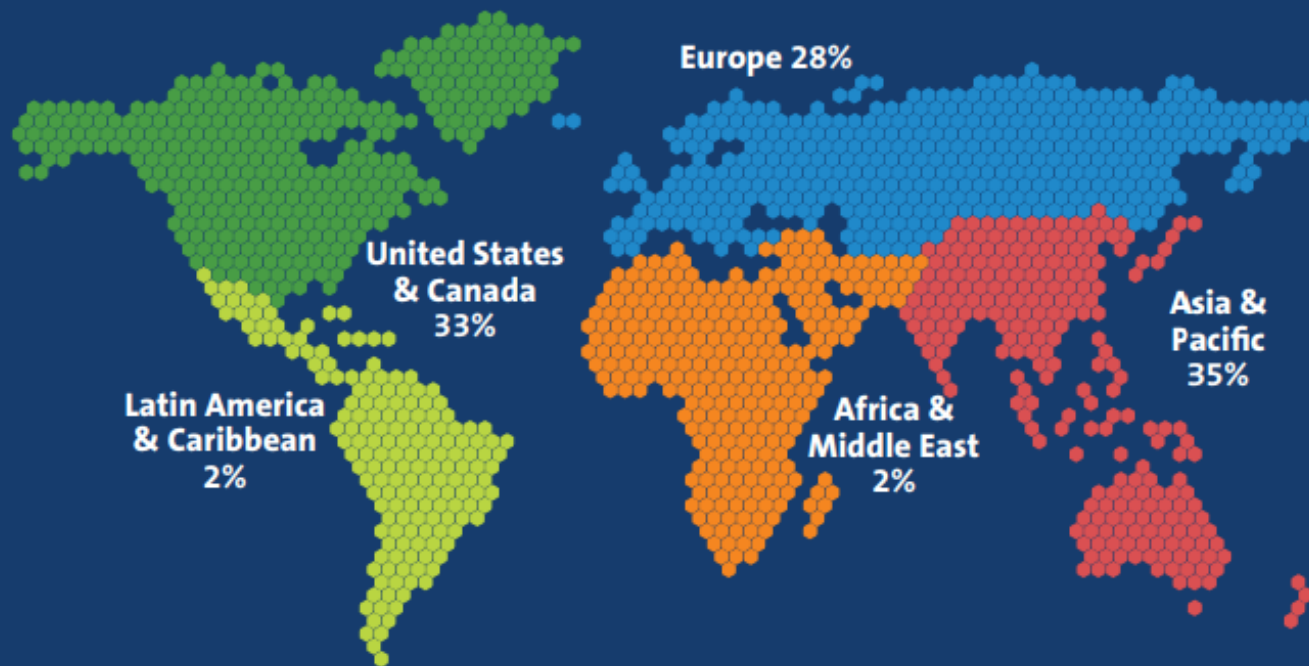 Europe 28%
United States
& Canada
33%
Asia &
Pacific
35%
Latin America
& Caribbean
2%
Africa &
Middle East
2%